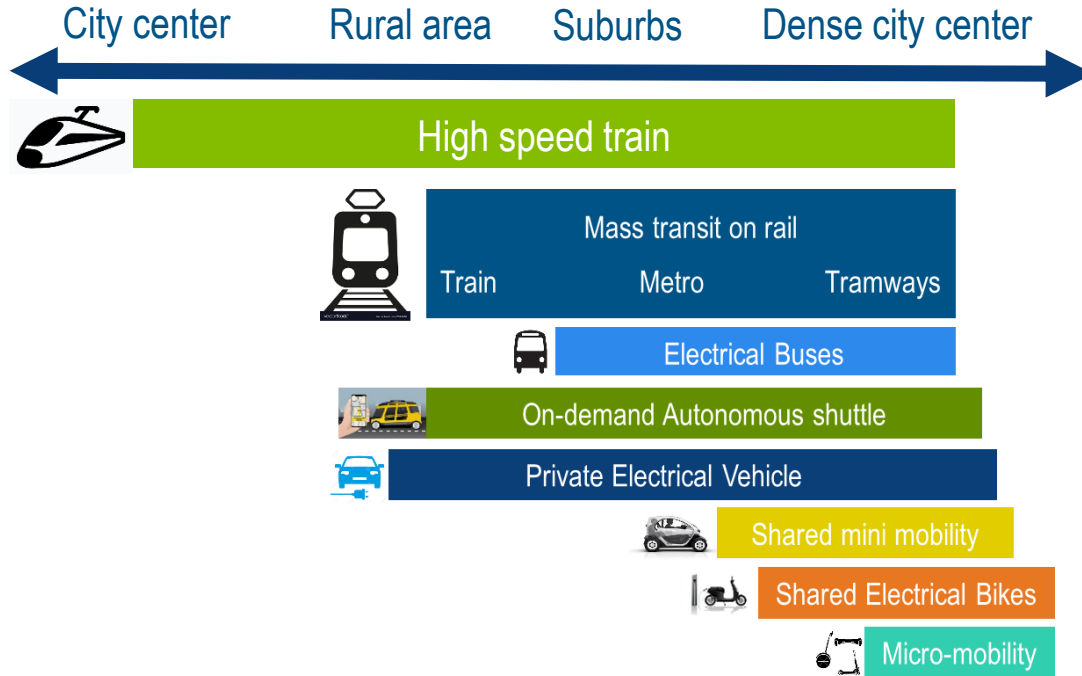 City center Rural area Suburbs Dense city center
High speed train
Mass transit on rail
Train Metro Tramways
Electrical Buses
On-demand Autonomous shuttle
Private Electrical Vehicle
Shared mini mobility
Shared Electrical Bikes
Micro-mobility